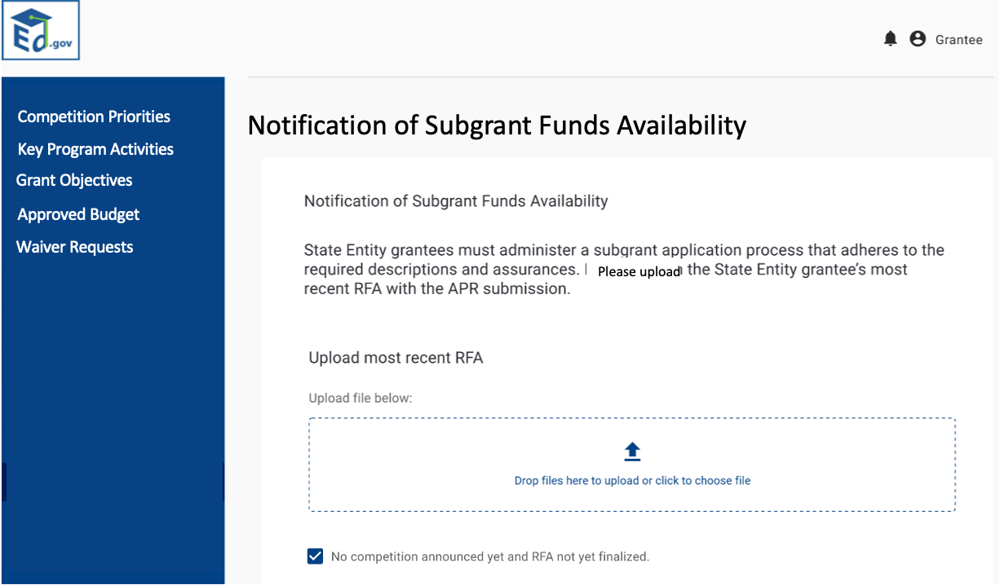 Ed.gov
Grantee
Competition Priorities
Key Program Activities
Grant Objectives
Approved Budget
Waiver Requests
Notification of Subgrant Funds Availability
Notification of Subgrant Funds Availability
State Entity grantees must administer a subgrant application process that adheres to the
required descriptions and assurances. Please upload the State Entity grantee's most
recent RFA with the APR submission.
Upload most recent RFA
Upload file below:
Drop files here to upload or click to choose file
No competition announced yet and RFA not yet finalized.